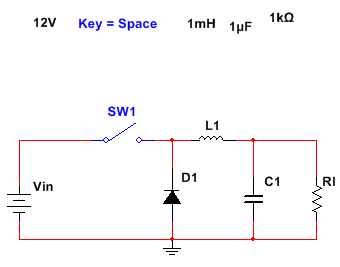 12V Key = Space 1mH 1µF 1kΩ
SW1
L1
Vin D1 C1 Rl